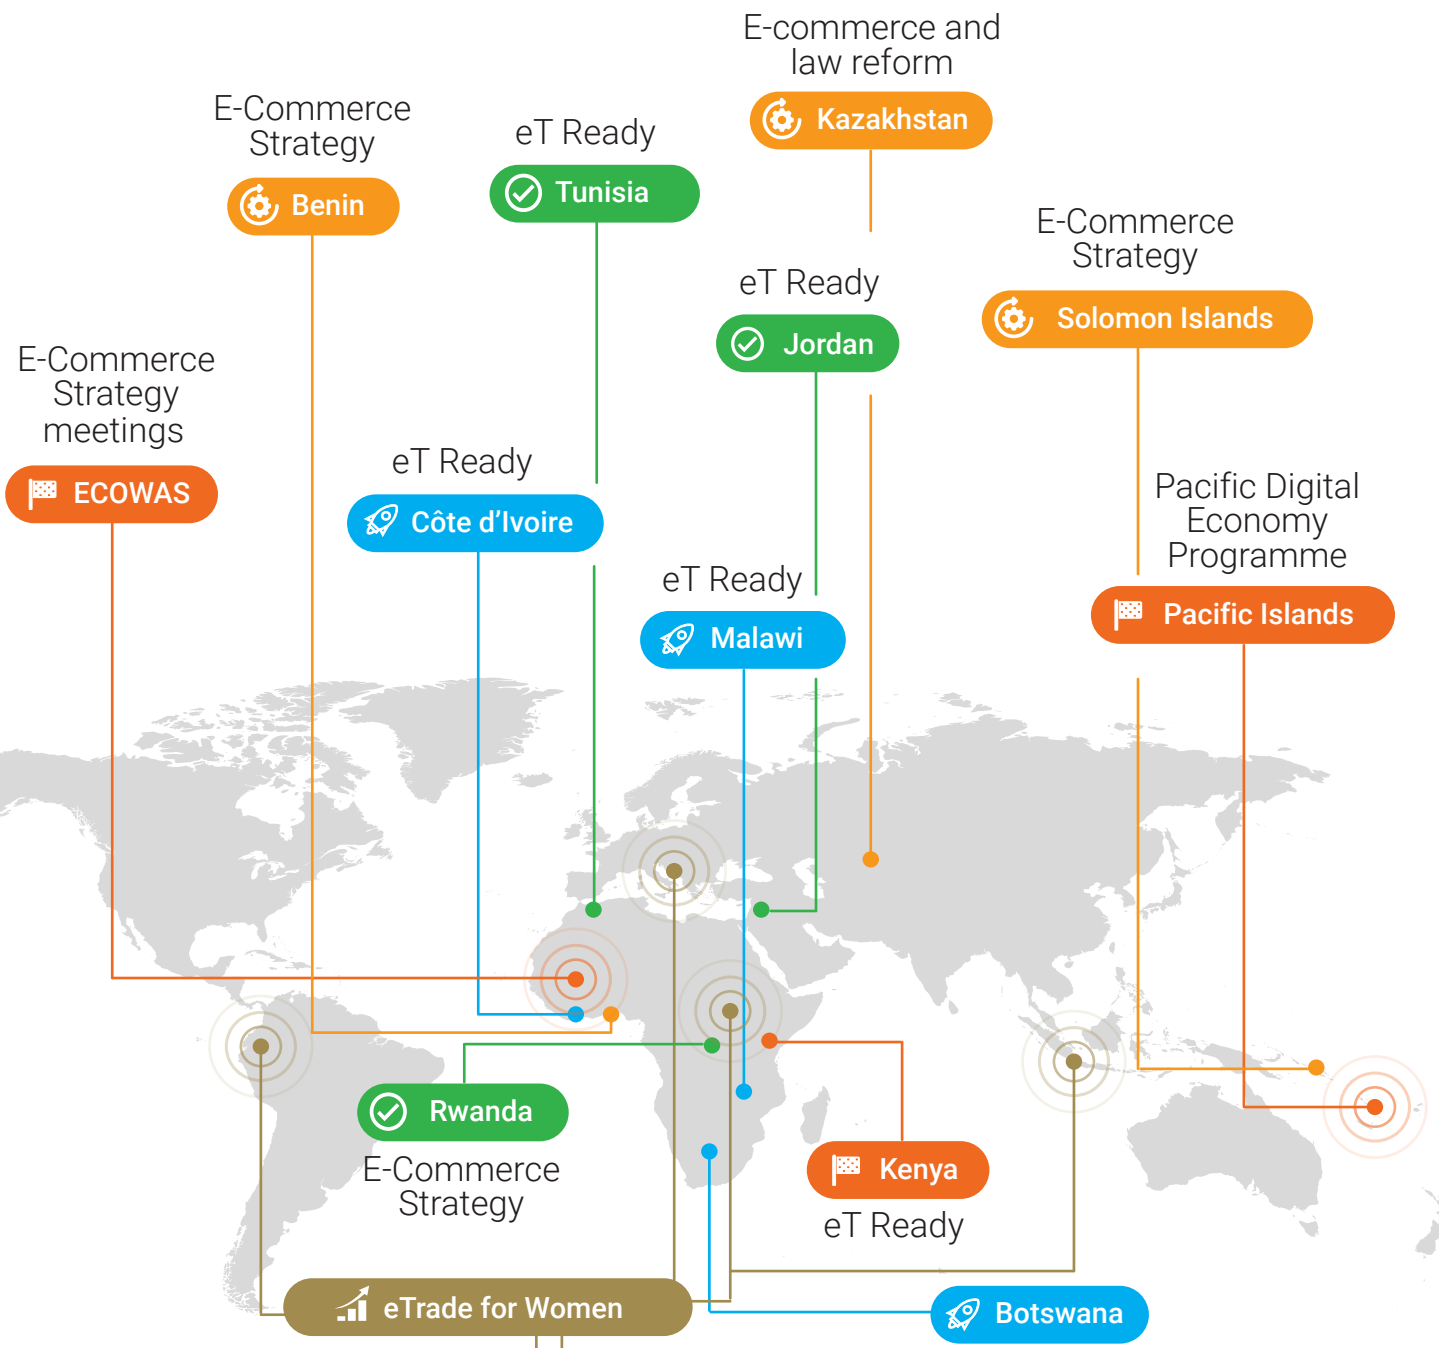 E-commerce and
law reform
Kazakhstan
E-Commerce
Strategy
Benin
eT Ready
Tunisia
E-Commerce
Strategy
Solomon Islands
eT Ready
Jordan
E-Commerce
Strategy
meetings
ECOWAS
eT Ready
Côte d’Ivoire
Pacific Digital
Economy
Programme
Pacific Islands
eT Ready
Malawi
Rwanda
E-Commerce
Strategy
Kenya
eT Ready
eTrade for Women
Botswana